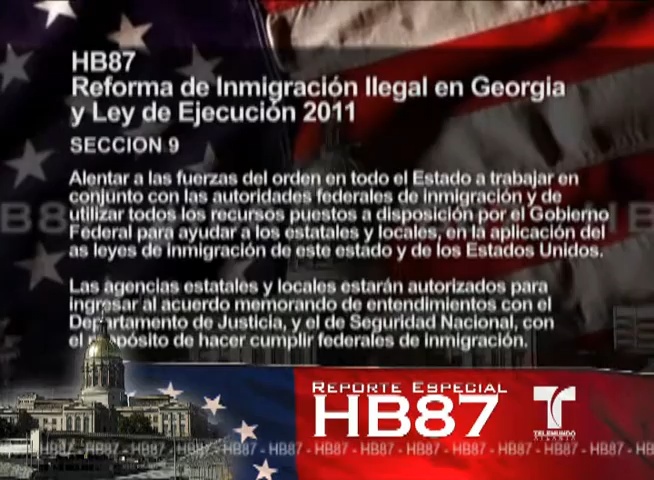 HB87
Reforma de Inmigración Ilegal en Georgia
y Ley de Ejecución 2011
SECCION 9
Alentar a las fuerzas del orden en todo el Estado a trabajar en
conjunto con las autoridades federales de inmigración y de
utilizar todos los recursos puestos a disposición por el Gobierno
Federal para ayudar a los estatales y locales, en la aplicación del
as leyes de inmigración de este estado y de los Estados Unidos.
Las agencias estatales y locales estarán autorizados para
ingresar al acuerdo memorando de entendimientos con el
Departamento de Justicia, y el de Seguridad Nacional, con
el propósito de hacer cumplir federales de inmigración.
REPORTE ESPECIAL
HB87
TELEMUNDO
ATLANTA
HB87 - HB87 - HB87 - HB87 - HB87 - HB87 - HB87 - HB87 - HB87 - HB87 - HB87